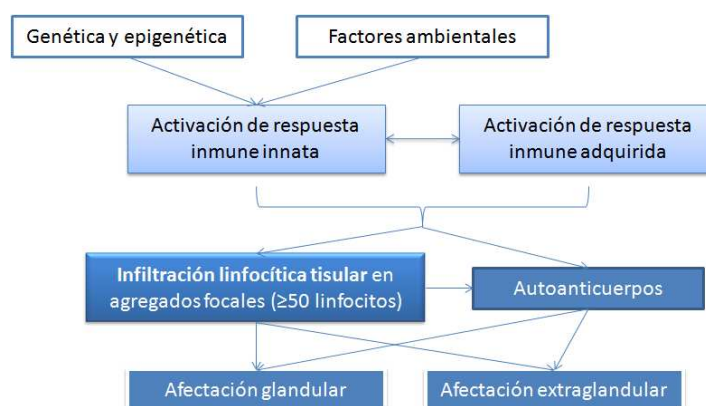 Genética y epigenética
Factores ambientales
Activación de respuesta
inmune innata
Activación de respuesta
inmune adquirida
Infiltración linfocítica tisular en
agregados focales (≥50 linfocitos)
Autoanticuerpos
Afectación glandular
Afectación extraglandular